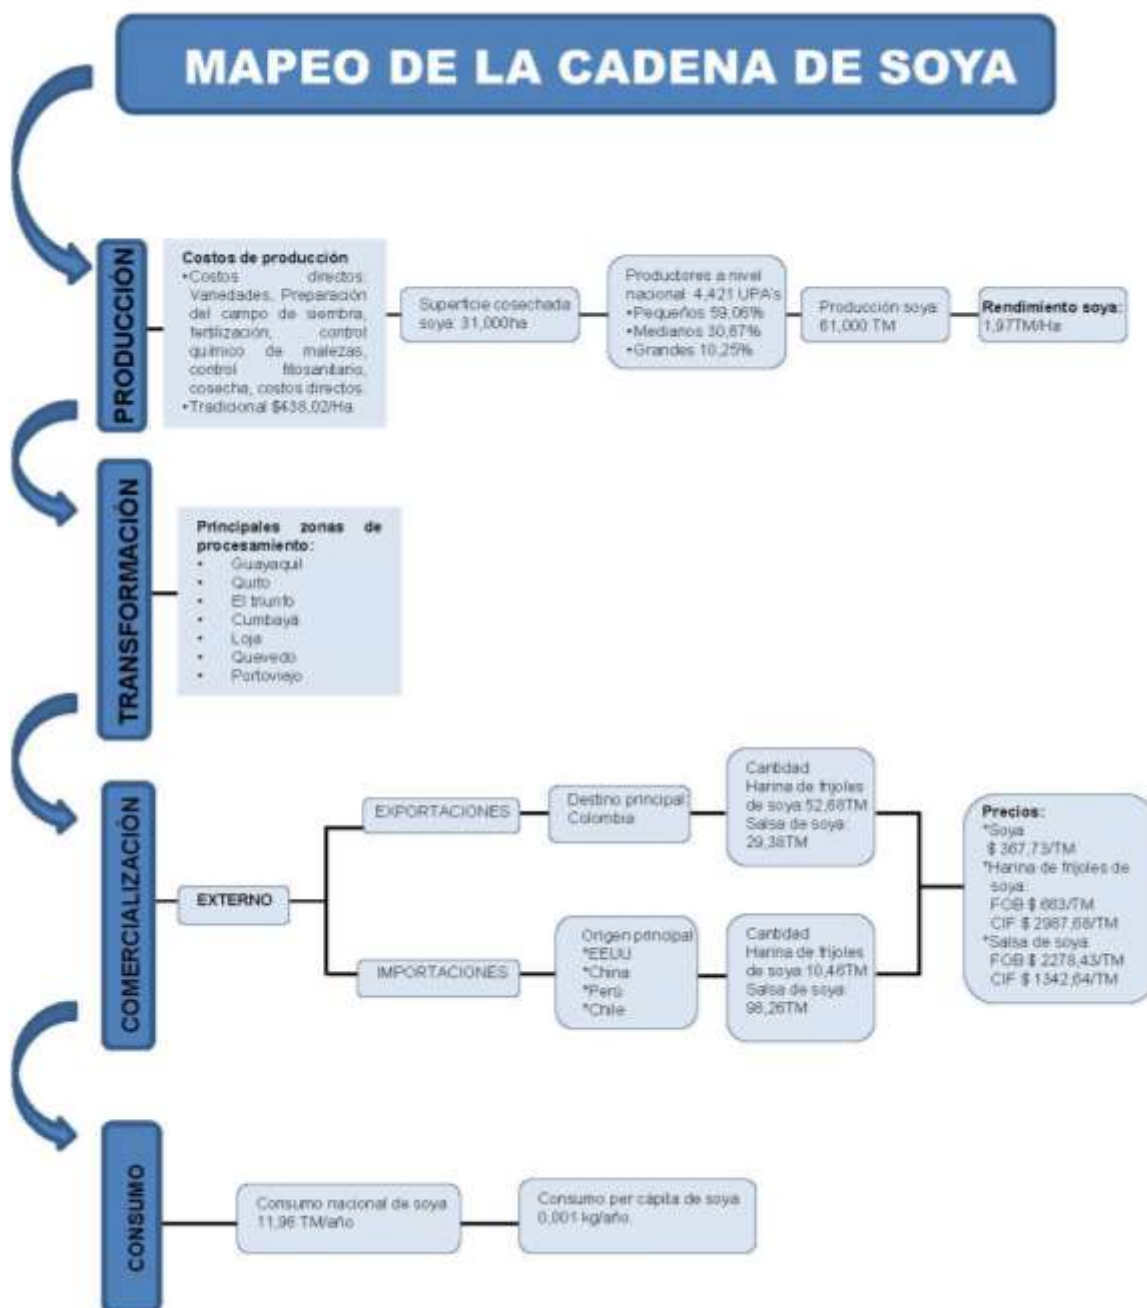 MAPEO DE LA CADENA DE SOYA
PRODUCCIÓN
Costos de producción
•Costos directos:
Variedades, Preparación
del campo de siembra,
fertilización, control
químico de malezas,
control fitosanitario,
cosecha, costos directos.
•Tradicional $438,02/Ha
Superficie cosechada
soya: 31,000ha
Productores a nivel
nacional 4,421 UPA's
•Pequeños 59,06%
•Medianos 30,67%
•Grandes 10,25%
Producción soya:
61,000 TM
Rendimiento soya:
1,97TM/Ha
TRANSFORMACIÓN
Principales zonas de
procesamiento:
• Guayaquil
• Quito
• El triunfo
• Cumbayá
• Loja
• Quevedo
• Portoviejo
COMERCIALIZACIÓN
EXTERNO
EXPORTACIONES
Destino principal:
Colombia
Cantidad
Harina de frijoles
de soya:52,68TM
Salsa de soya:
29,38TM
IMPORTACIONES
Origen principal
*EEUU
*China
*Perú
*Chile
Cantidad
Harina de frijoles
de soya:10,46TM
Salsa de soya:
98,26TM
Precios:
*Soya
$ 367,73/TM
*Harina de frijoles de
soya:
FOB $ 663/TM
CIF $ 2987,68/TM
*Salsa de soya
FOB $ 2278,43/TM
CIF $ 1342,64/TM
CONSUMO
Consumo nacional de soya
11,96 TM/año
Consumo per cápita de soya
0,001 kg/año.